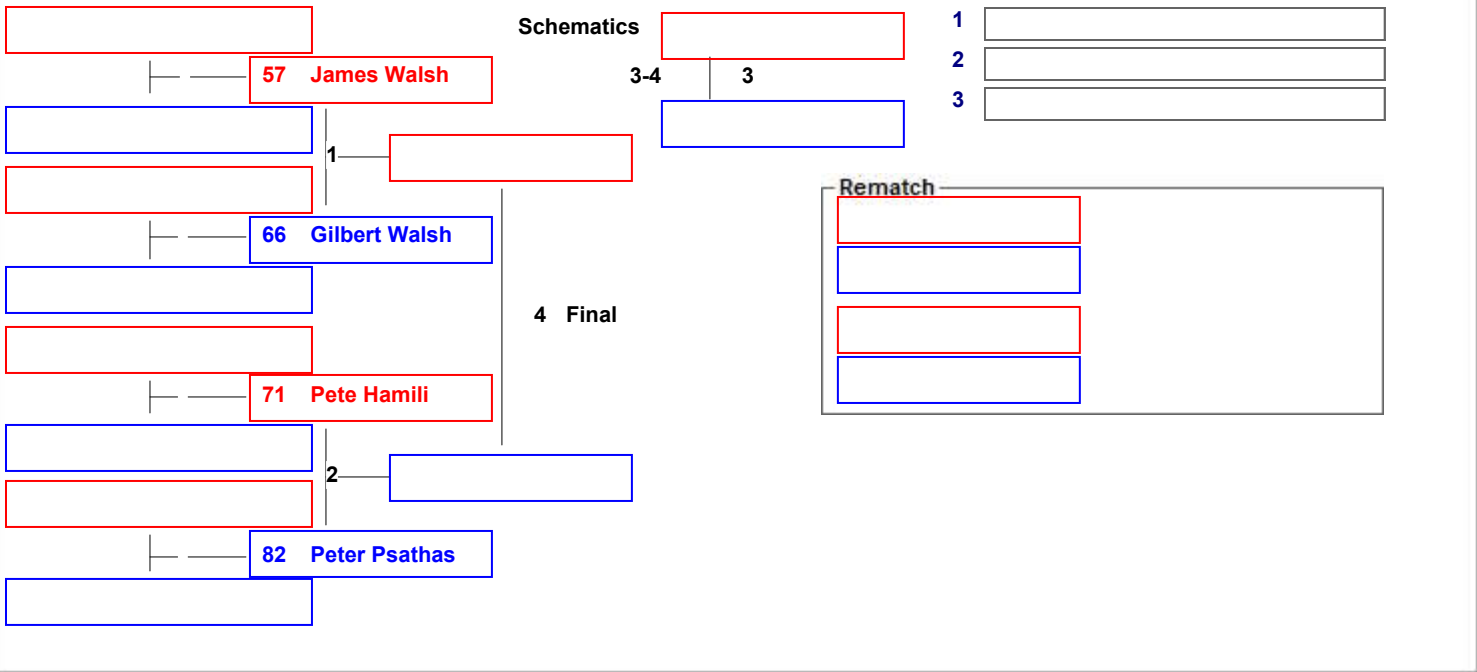 Schematics
1
2
3
3-4 3
57 James Walsh
1
66 Gilbert Walsh
4 Final
71 Pete Hamili
2
82 Peter Psathas
Rematch